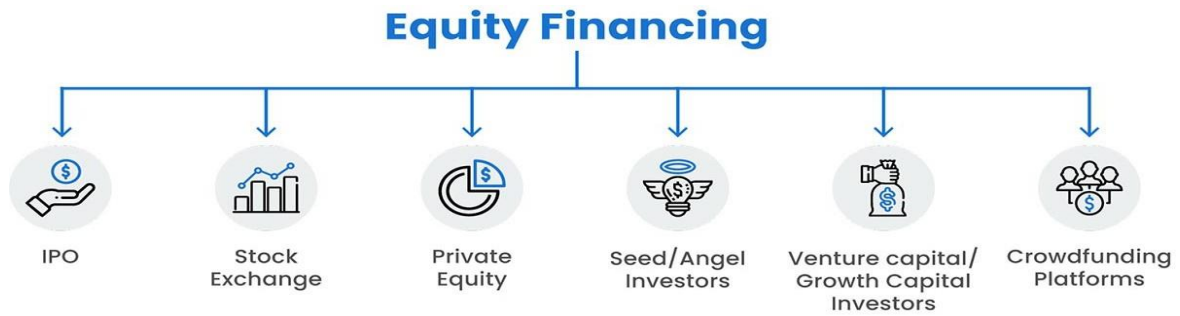 Equity Financing
$
$
$
$
$
IPO
Stock
Exchange
Private
Equity
Seed/Angel
Investors
Venture capital/
Growth Capital
Investors
Crowdfunding
Platforms